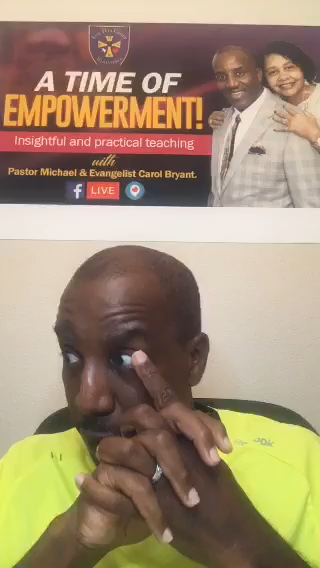 A TIME OF
EMPOWERMENT!
Insightful and practical teaching
with
Pastor Michael & Evangelist Carol Bryant.
f LIVE